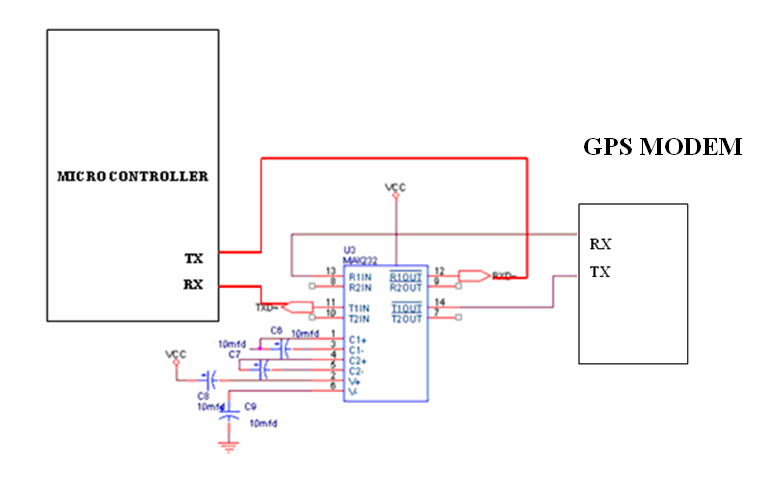 GPS MODEM
MICRO CONTROLLER
TX
RX
RX
TX
VCC
U3
MAX232
13 R1IN R1OUT 12 RXD~
8 R2IN R2OUT 9
TXD~ 11 T1IN T1OUT 14
10 T2IN T2OUT 7
C6 10mfd
10mfd
C7
1 C1+
3 C1-
4 C2+
5 C2-
2 V+
6 V-
VCC
C8
10mfd
C9
10mfd